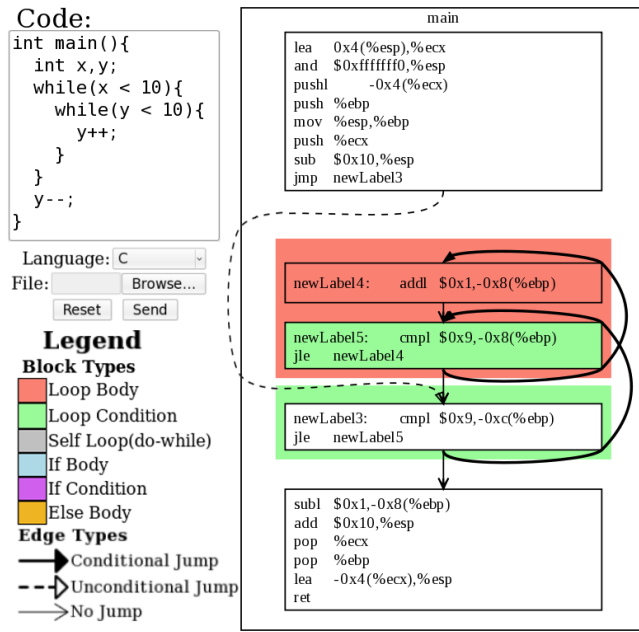 Code:
int main(){
int x,y;
while(x < 10){
while(y < 10){
y++;
}
}
y--;
}
Language: C
File: Browse...
Reset Send
Legend
Block Types
Loop Body
Loop Condition
Self Loop(do-while)
If Body
If Condition
Else Body
Edge Types
Conditional Jump
Unconditional Jump
No Jump
main
lea 0x4(%esp),%ecx
and $0xfffffff0,%esp
pushl -0x4(%ecx)
push %ebp
mov %esp,%ebp
push %ecx
sub $0x10,%esp
jmp newLabel3
newLabel4: addl $0x1,-0x8(%ebp)
newLabel5: cmpl $0x9,-0x8(%ebp)
jle newLabel4
newLabel3: cmpl $0x9,-0xc(%ebp)
jle newLabel5
subl $0x1,-0x8(%ebp)
add $0x10,%esp
pop %ecx
pop %ebp
lea -0x4(%ecx),%esp
ret